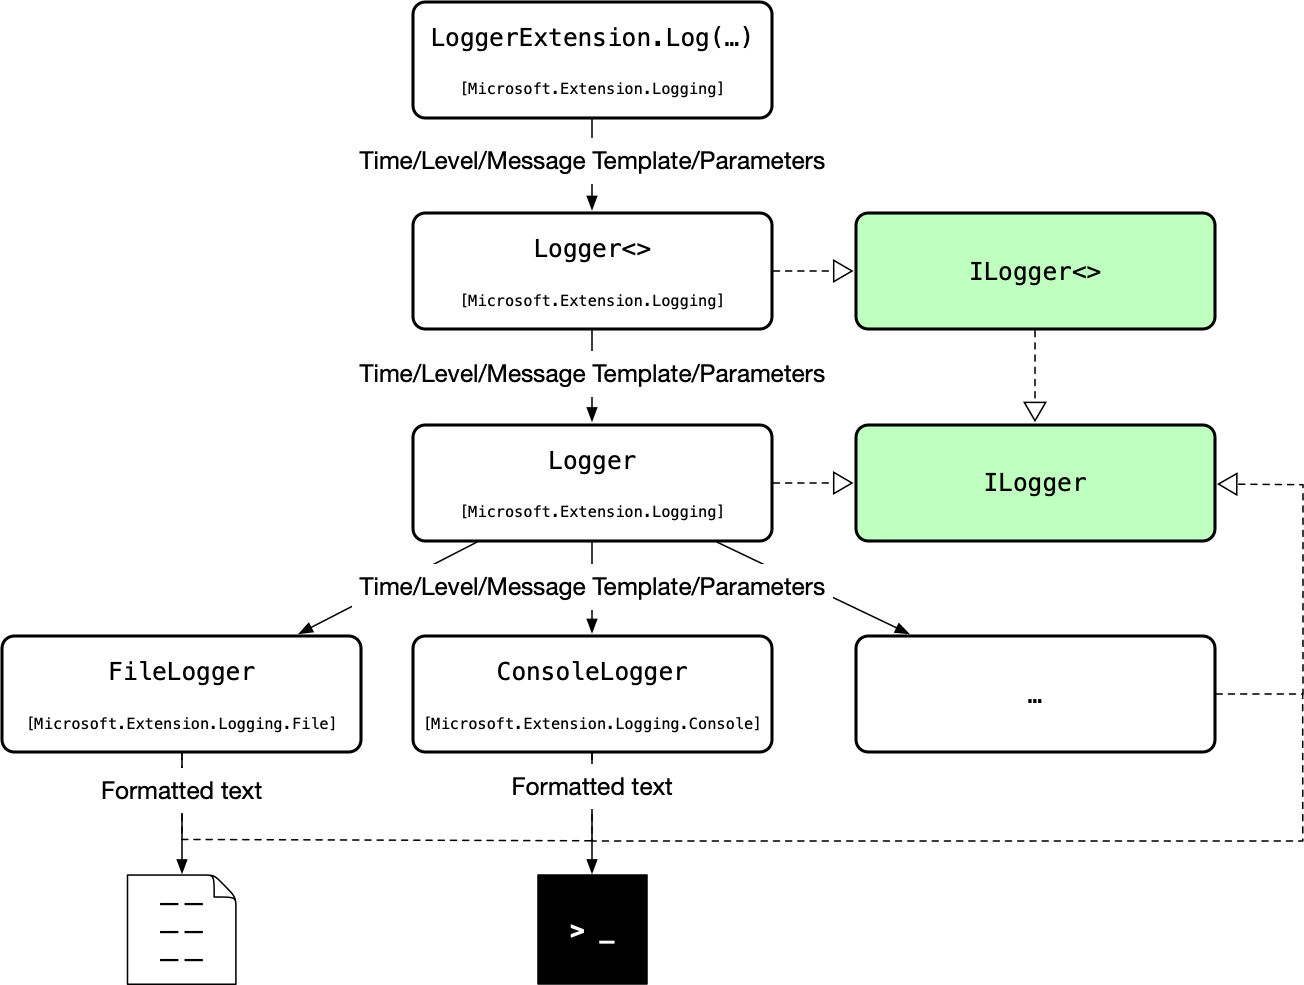 LoggerExtension.Log(…)
[Microsoft.Extension.Logging]
Time/Level/Message Template/Parameters
Logger<>
[Microsoft.Extension.Logging]
ILogger<>
Time/Level/Message Template/Parameters
Logger
[Microsoft.Extension.Logging]
ILogger
Time/Level/Message Template/Parameters
FileLogger
[Microsoft.Extension.Logging.File]
ConsoleLogger
[Microsoft.Extension.Logging.Console]
…
Formatted text
Formatted text
> _